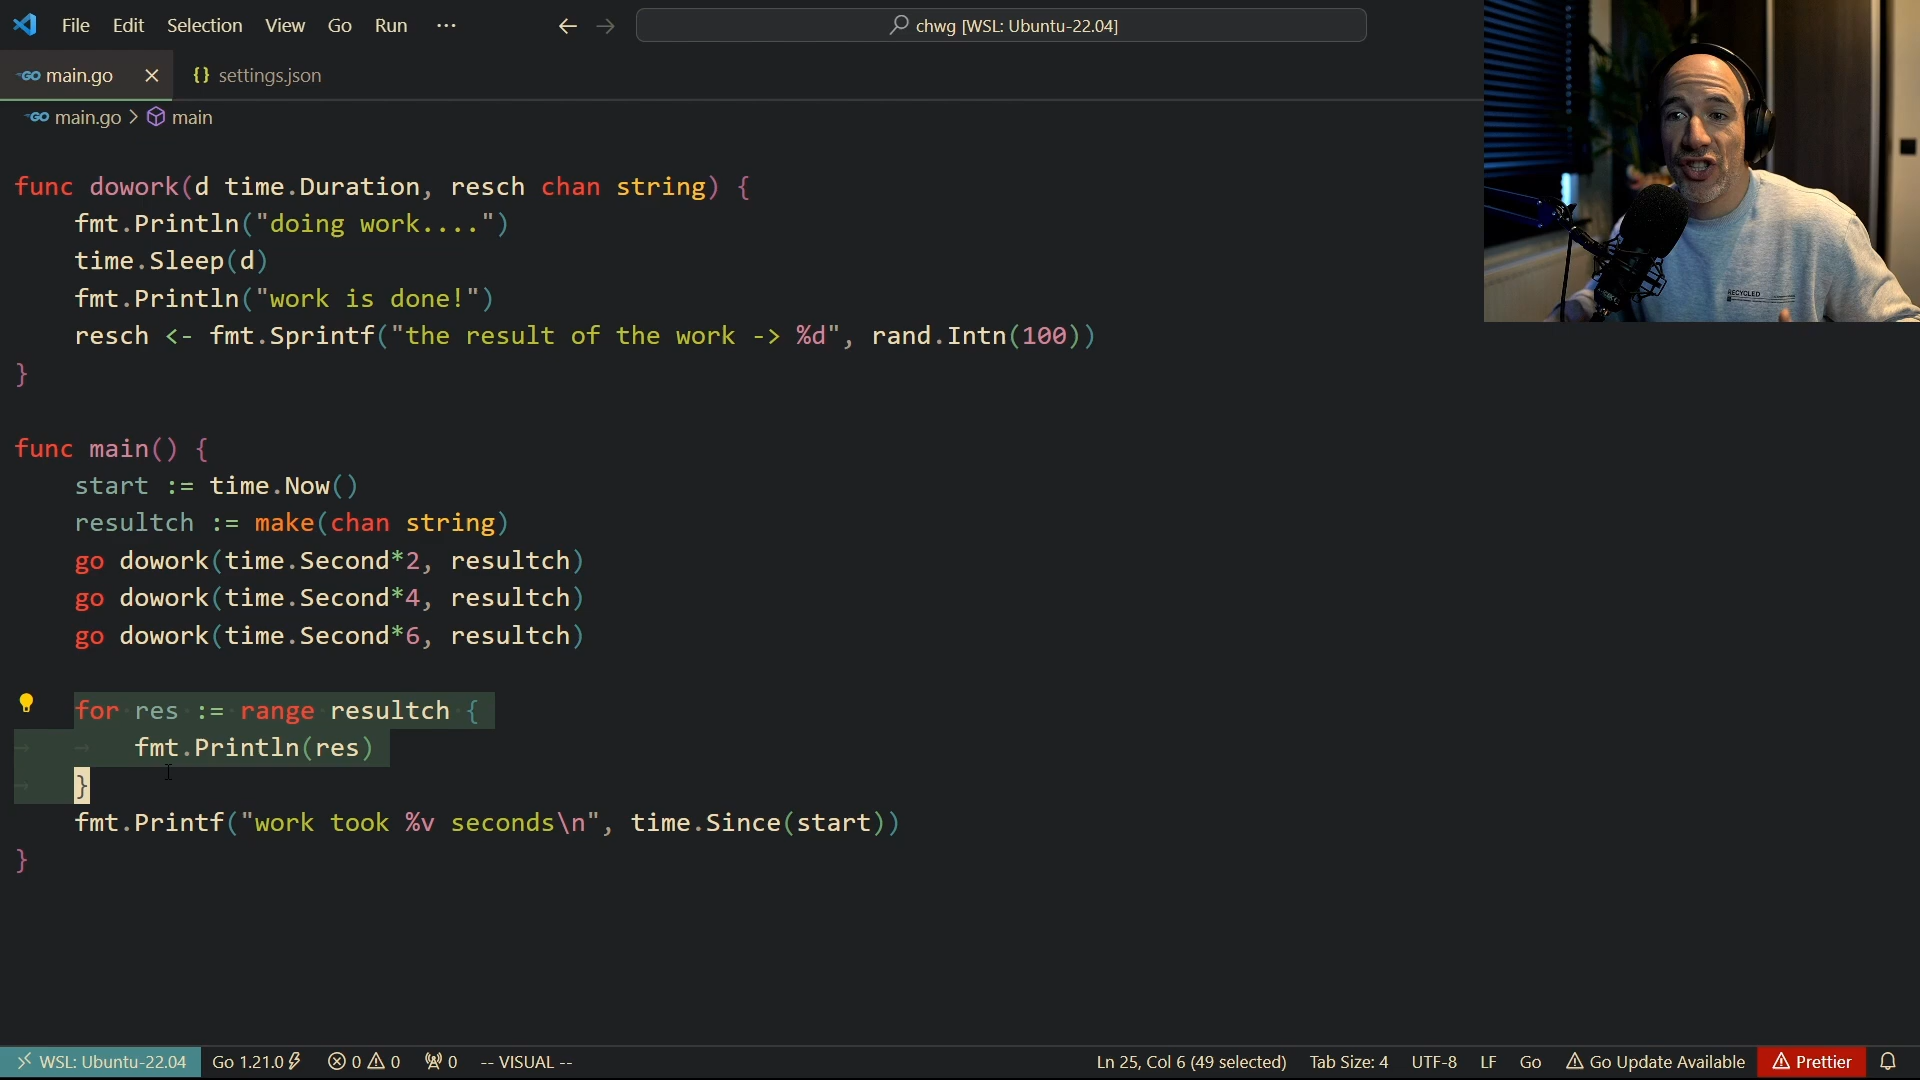 File Edit Selection View Go Run ···
chwg [WSL: Ubuntu-22.04]
main.go
settings.json
main.go > main
func dowork(d time.Duration, resch chan string) {
    fmt.Println("doing work....")
    time.Sleep(d)
    fmt.Println("work is done!")
    resch <- fmt.Sprintf("the result of the work -> %d", rand.Intn(100))
}
func main() {
    start := time.Now()
    resultch := make(chan string)
    go dowork(time.Second*2, resultch)
    go dowork(time.Second*4, resultch)
    go dowork(time.Second*6, resultch)
    for res := range resultch {
        fmt.Println(res)
    }
    fmt.Printf("work took %v seconds\n", time.Since(start))
}
RECYCLED
WSL: Ubuntu-22.04 Go 1.21.0 0 0 0 -- VISUAL -- Ln 25, Col 6 (49 selected) Tab Size: 4 UTF-8 LF Go Go Update Available Prettier